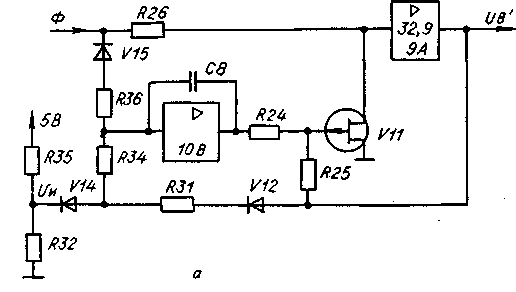 Ф
R26
32,9
9А
UВ'
V15
C8
R36
R24
5В
10В
V11
R35
R34
R25
Uи
V14
R31
V12
R32
а